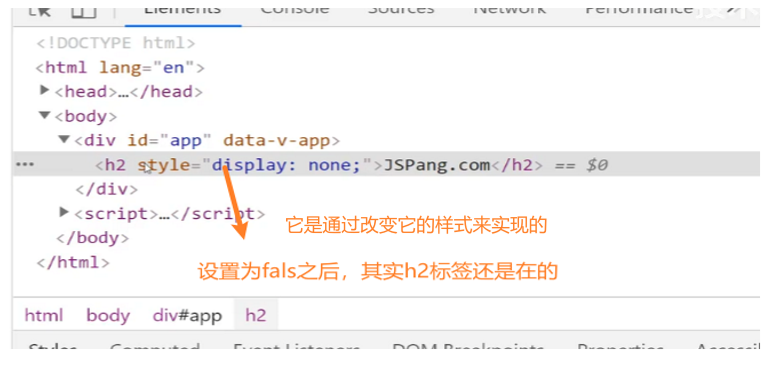 Elements Console Sources Network Performance
<!DOCTYPE html>
<html lang="en">
<head>…</head>
<body>
<div id="app" data-v-app>
<h2 style="display: none;">JSPang.com</h2> == $0
</div>
<script>…</script>
它是通过改变它的样式来实现的
</body>
</html>
设置为fals之后，其实h2标签还是在的
html body div#app h2
Styles Computed Event Listeners DOM Breakpoints Properties